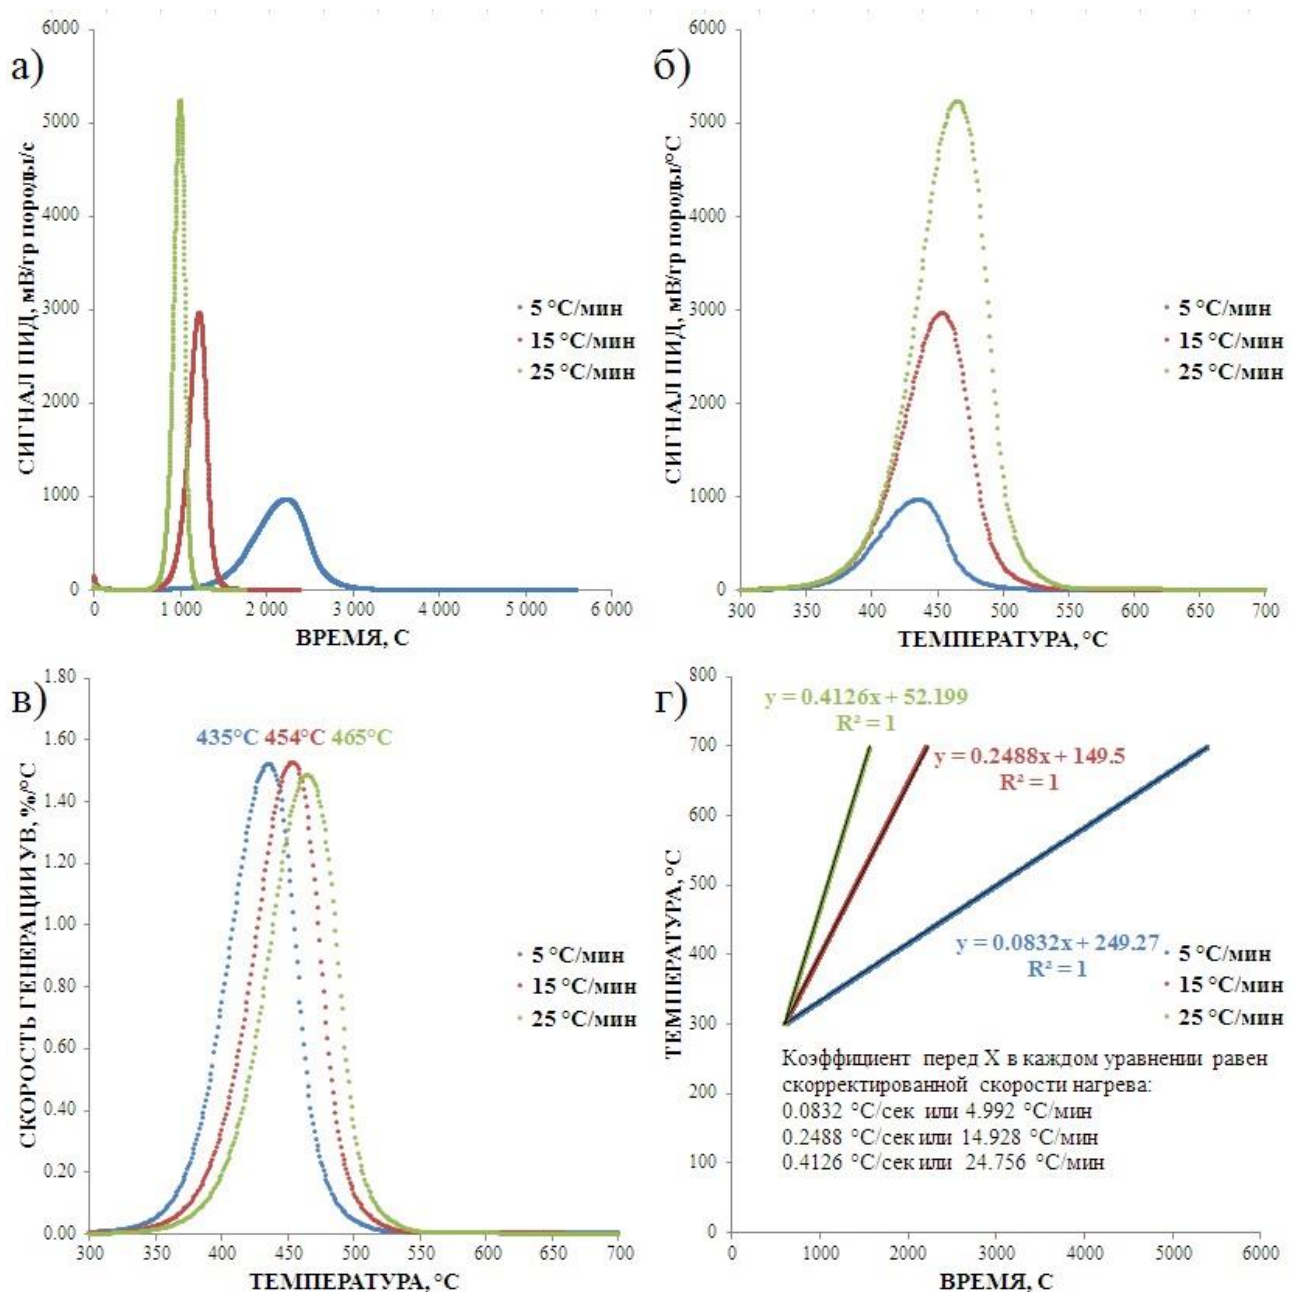 а)
СИГНАЛ ПИД, мВ/гр породы/с
6000
5000
4000
3000
2000
1000
0
0
1000
2 000
3000
4000
5 000
6 000
ВРЕМЯ, С
5 °С/мин
15 °С/мин
25 °С/мин
б)
СИГНАЛ ПИД, мВ/гр породы/°С
6000
5000
4000
3000
2000
1000
0
300
350
400
450
500
550
600
650
700
ТЕМПЕРАТУРА, °С
5 °С/мин
15 °С/мин
25 °С/мин
в)
СКОРОСТЬ ГЕНЕРАЦИИ УВ, %/°С
1.80
1.60
1.40
1.20
1.00
0.80
0.60
0.40
0.20
0.00
435°С 454°С 465°С
300
350
400
450
500
550
600
700
ТЕМПЕРАТУРА, °С
5 °С/мин
15 °С/мин
25 °С/мин
г)
ТЕМПЕРАТУРА, °С
800
700
600
500
400
300
200
100
0
y = 0.4126x + 52.199
R² = 1
y = 0.2488x + 149.5
R² = 1
y = 0.0832x + 249.27
R² = 1
5 °С/мин
15 °С/мин
25 °С/мин
Коэффициент перед X в каждом уравнении равен
скорректированной скорости нагрева:
0.0832 °С/сек или 4.992 °С/мин
0.2488 °С/сек или 14.928 °С/мин
0.4126 °С/сек или 24.756 °С/мин
0
1000
2000
3000
4000
5000
6000
ВРЕМЯ, С